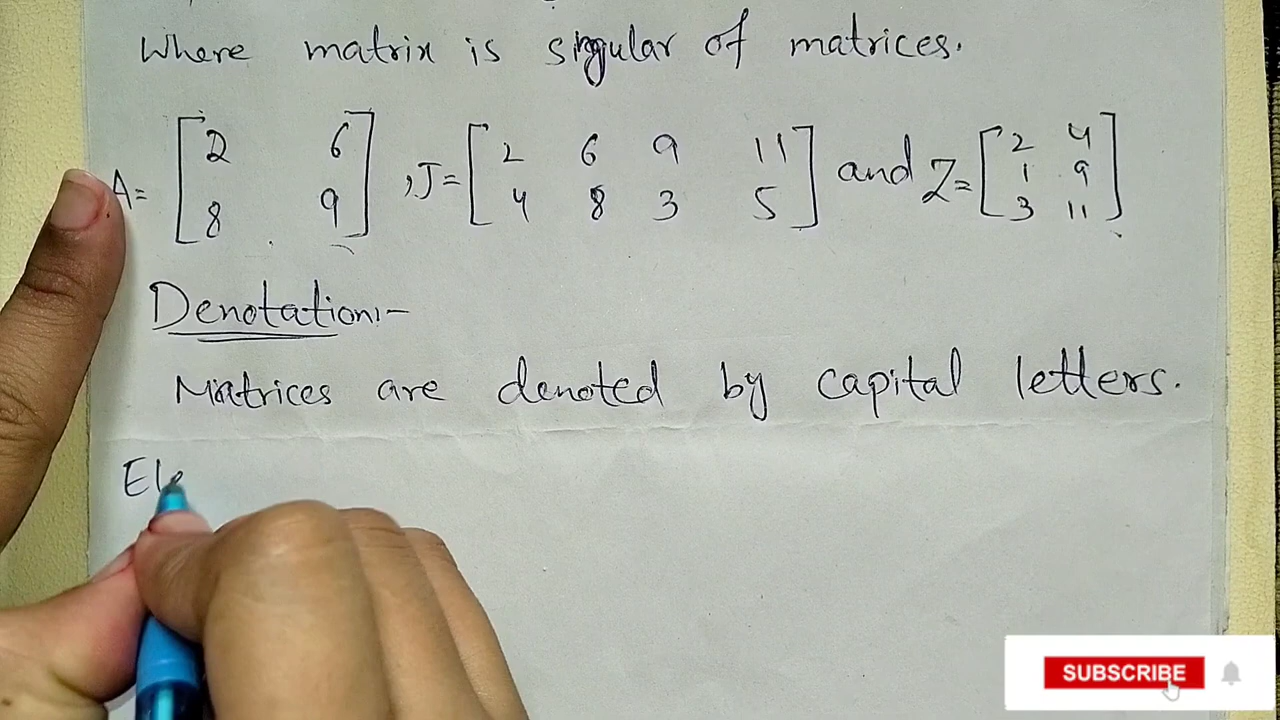 Where matrix is singular of matrices.
A= [2 6 , J= [2 6 9 11] and Z= [2 4
8 9] 4 8 3 5 1 9
3 11]
Denotation:-
Matrices are denoted by capital letters.
Ele
SUBSCRIBE